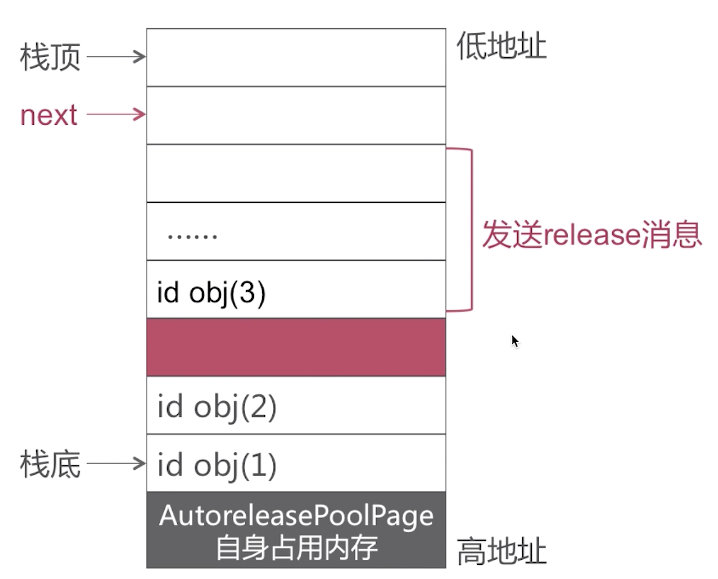 栈顶
低地址
next
……
发送release消息
id obj(3)
id obj(2)
栈底
id obj(1)
AutoreleasePoolPage
自身占用内存
高地址